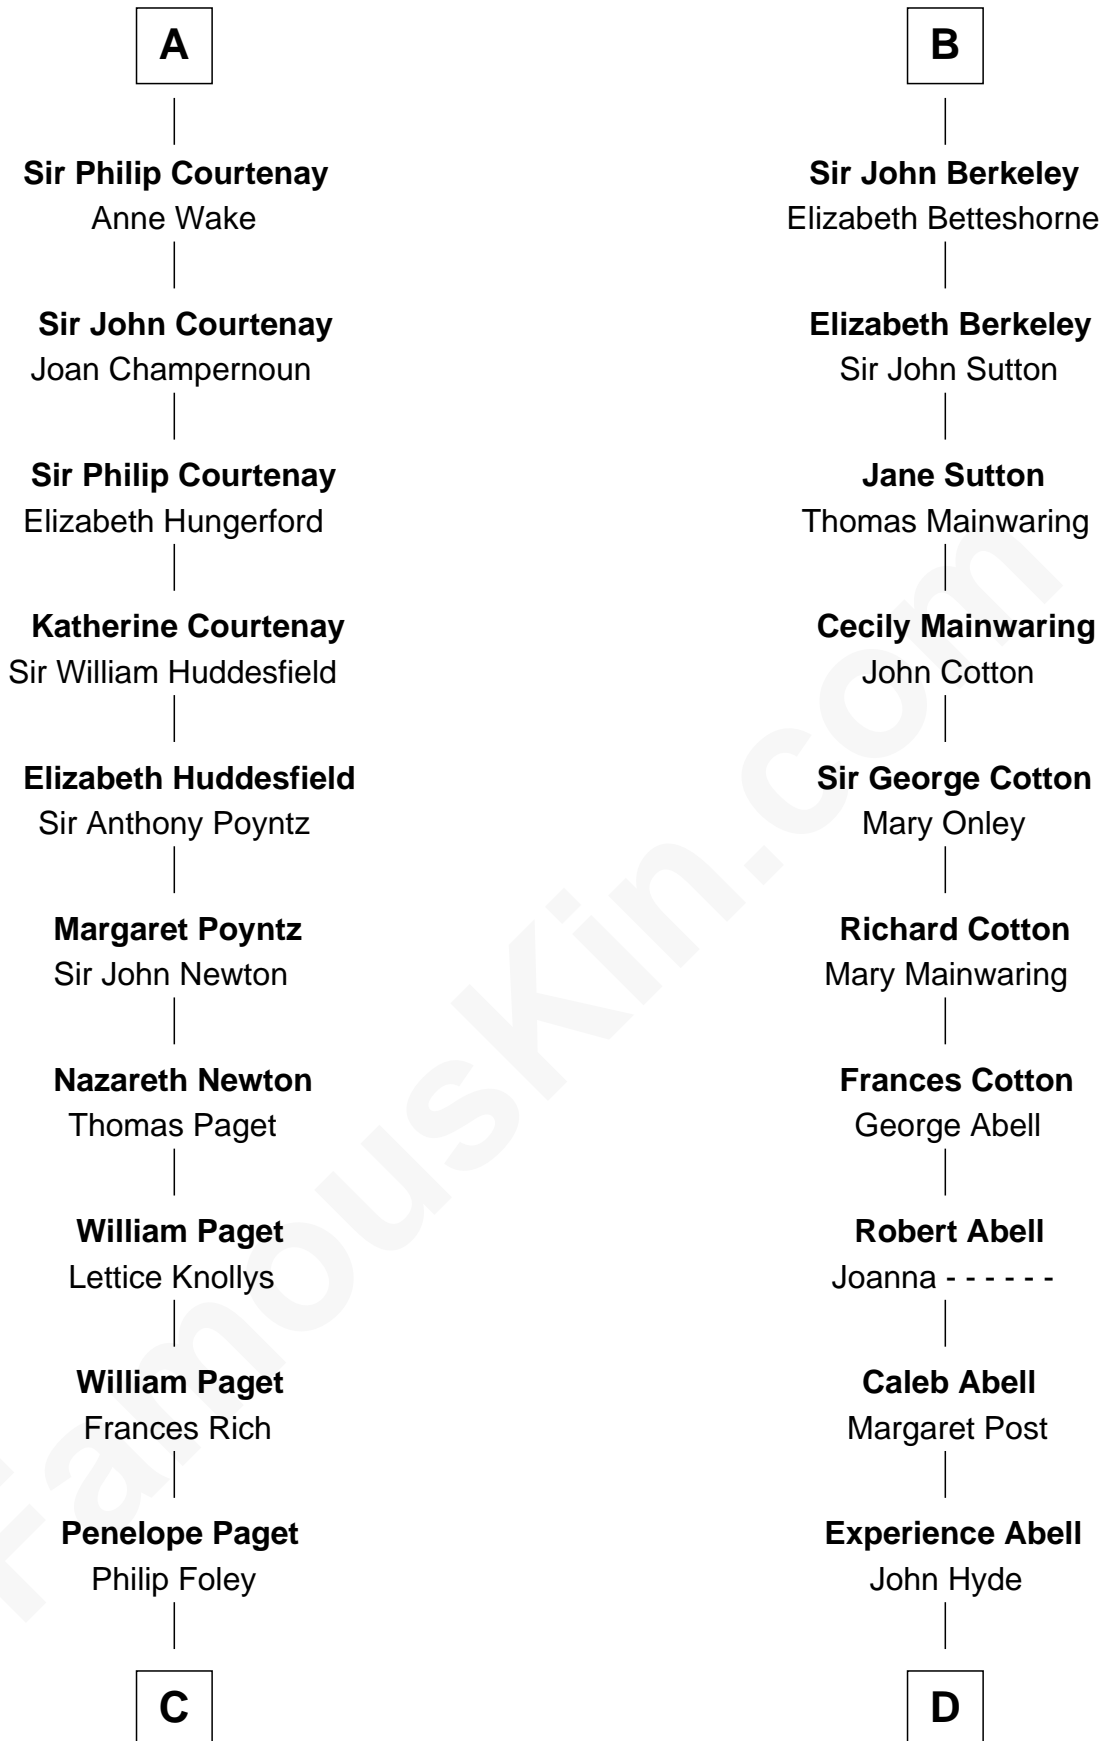 A
Sir Philip Courtenay
Anne Wake
Sir John Courtenay
Joan Champernoun
Sir Philip Courtenay
Elizabeth Hungerford
Katherine Courtenay
Sir William Huddesfield
Elizabeth Huddesfield
Sir Anthony Poyntz
Margaret Poyntz
Sir John Newton
Nazareth Newton
Thomas Paget
William Paget
Lettice Knollys
William Paget
Frances Rich
Penelope Paget
Philip Foley
C
B
Sir John Berkeley
Elizabeth Betteshorne
Elizabeth Berkeley
Sir John Sutton
Jane Sutton
Thomas Mainwaring
Cecily Mainwaring
John Cotton
Sir George Cotton
Mary Onley
Richard Cotton
Mary Mainwaring
Frances Cotton
George Abell
Robert Abell
Joanna - - - - - -
Caleb Abell
Margaret Post
Experience Abell
John Hyde
D
FamousKin.com